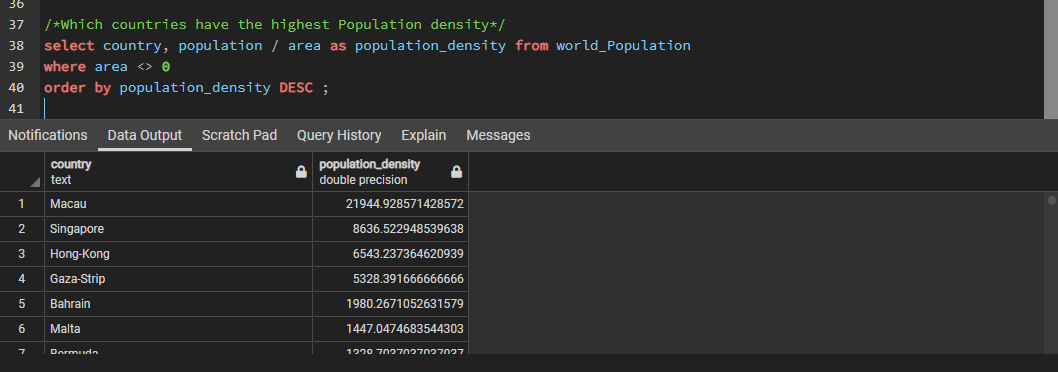 36
37 /*Which countries have the highest Population density*/
38 select country, population / area as population_density from world_Population
39 where area <> 0
40 order by population_density DESC ;
41
Notifications Data Output Scratch Pad Query History Explain Messages
country population_density
text double precision
1 Macau 21944.928571428572
2 Singapore 8636.522948539638
3 Hong-Kong 6543.237364620939
4 Gaza-Strip 5328.391666666666
5 Bahrain 1980.2671052631579
6 Malta 1447.0474683544303
7 Bermuda 1328.7037037037037